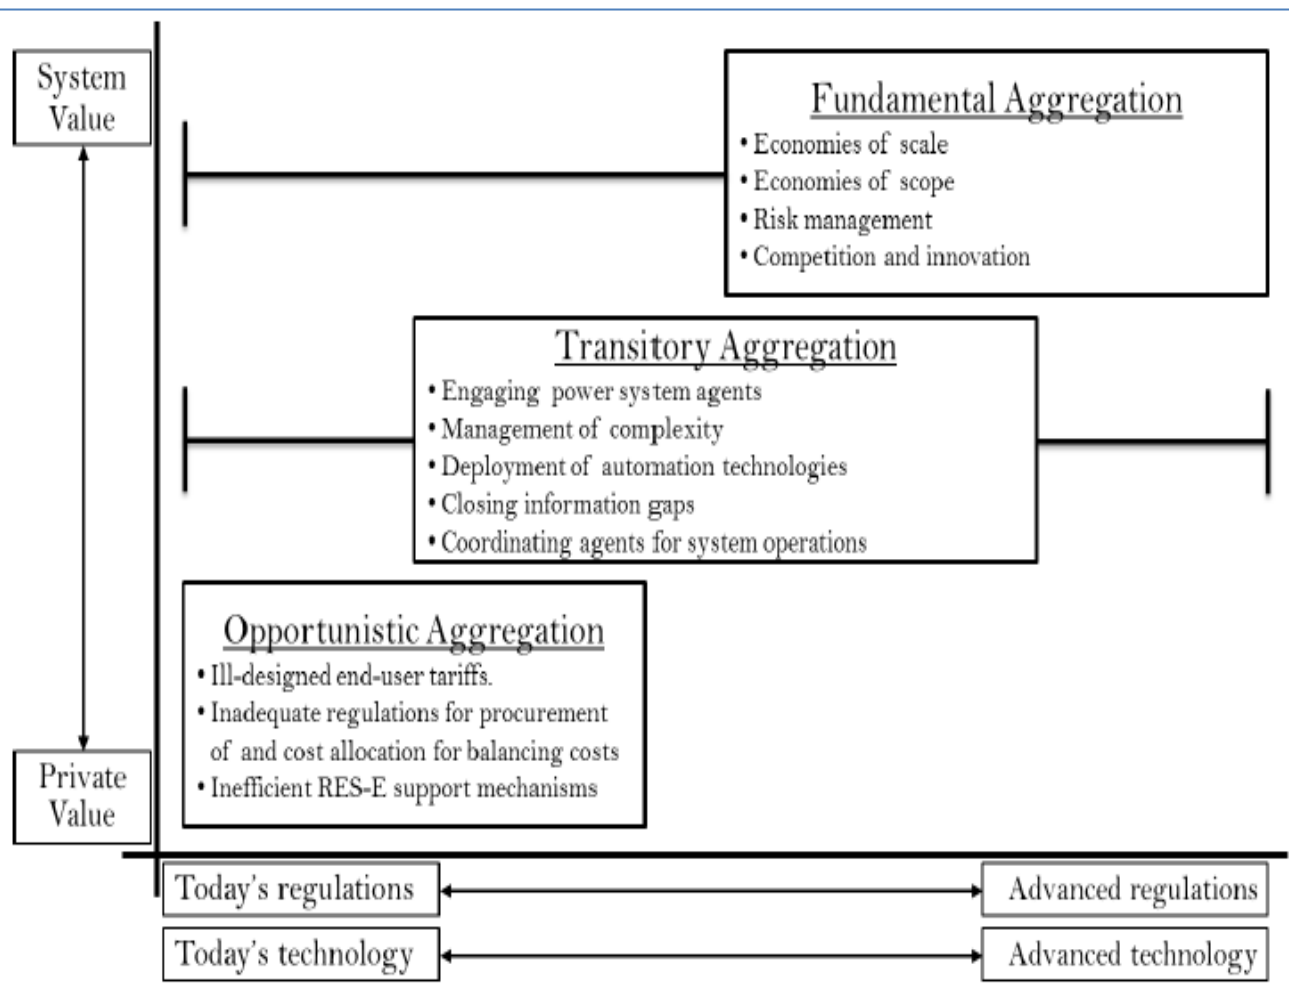 System
Value
Fundamental Aggregation
• Economies of scale
• Economies of scope
• Risk management
• Competition and innovation
Transitory Aggregation
• Engaging power system agents
• Management of complexity
• Deployment of automation technologies
• Closing information gaps
• Coordinating agents for system operations
Opportunistic Aggregation
• Ill-designed end-user tariffs.
• Inadequate regulations for procurement
of and cost allocation for balancing costs
• Inefficient RES-E support mechanisms
Private
Value
Today's regulations
Advanced regulations
Today's technology
Advanced technology